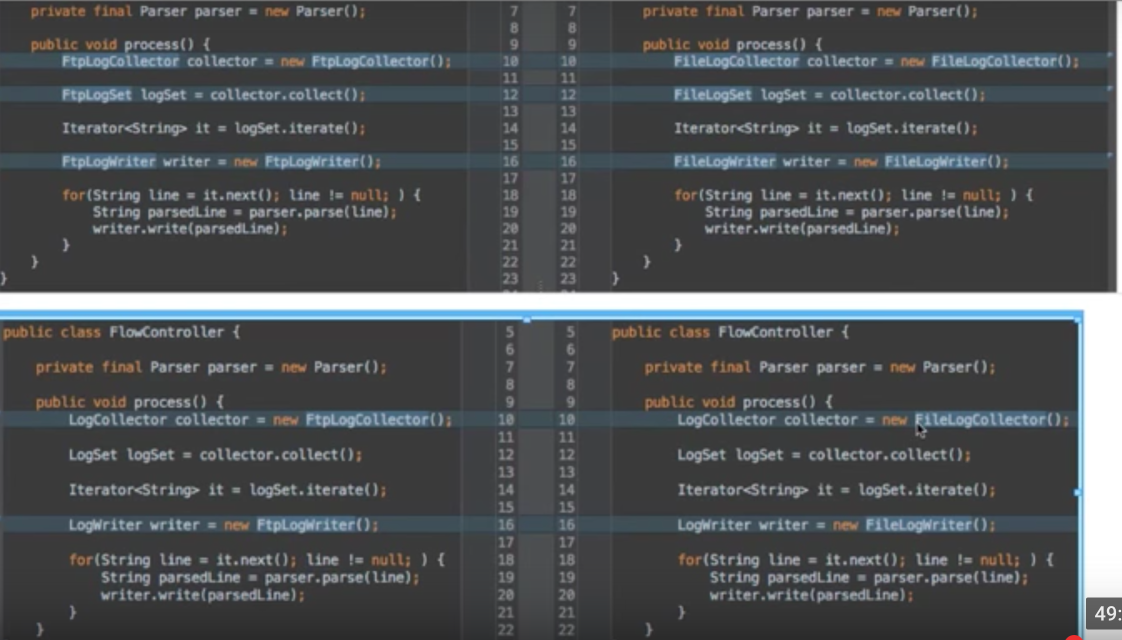 private final Parser parser = new Parser(); 7 7 private final Parser parser = new Parser();
8 8
public void process() { 9 9 public void process() {
FtpLogCollector collector = new FtpLogCollector(); 10 10 FileLogCollector collector = new FileLogCollector();
11 11
FtpLogSet logSet = collector.collect(); 12 12 FileLogSet logSet = collector.collect();
13 13
Iterator<String> it = logSet.iterate(); 14 14 Iterator<String> it = logSet.iterate();
15 15
FtpLogWriter writer = new FtpLogWriter(); 16 16 FileLogWriter writer = new FileLogWriter();
17 17
for(String line = it.next(); line != null; ) { 18 18 for(String line = it.next(); line != null; ) {
String parsedLine = parser.parse(line); 19 19 String parsedLine = parser.parse(line);
writer.write(parsedLine); 20 20 writer.write(parsedLine);
} 21 21 }
} 22 22 }
} 23 23 }
public class FlowController { 5 5 public class FlowController {
6 6
private final Parser parser = new Parser(); 7 7 private final Parser parser = new Parser();
8 8
public void process() { 9 9 public void process() {
LogCollector collector = new FtpLogCollector(); 10 10 LogCollector collector = new FileLogCollector();
11 11
LogSet logSet = collector.collect(); 12 12 LogSet logSet = collector.collect();
13 13
Iterator<String> it = logSet.iterate(); 14 14 Iterator<String> it = logSet.iterate();
15 15
LogWriter writer = new FtpLogWriter(); 16 16 LogWriter writer = new FileLogWriter();
17 17
for(String line = it.next(); line != null; ) { 18 18 for(String line = it.next(); line != null; ) {
String parsedLine = parser.parse(line); 19 19 String parsedLine = parser.parse(line);
writer.write(parsedLine); 20 20 writer.write(parsedLine);
} 21 21 }
} 22 22 }
49: